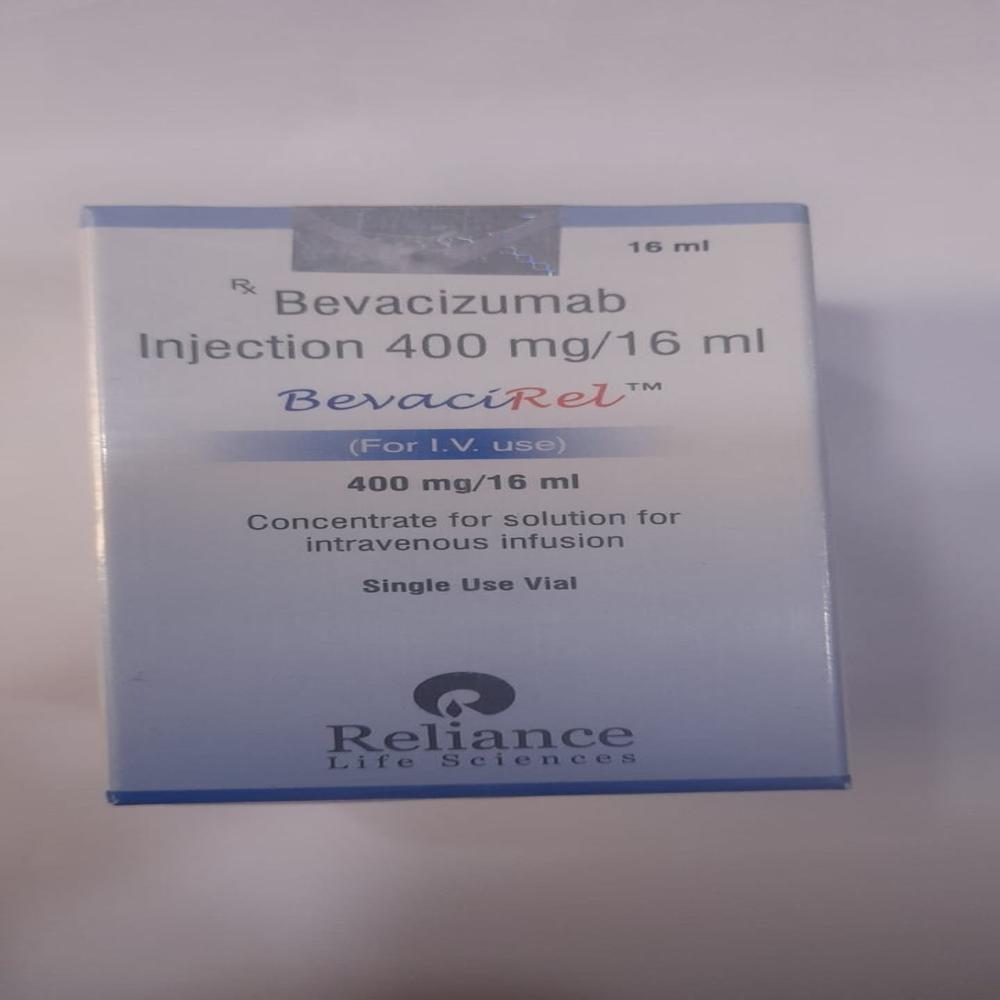 16 ml
Rx Bevacizumab
Injection 400 mg/16 ml
BevaciRel™
(For I.V. use)
400 mg/16 ml
Concentrate for solution for
intravenous infusion
Single Use Vial
Reliance
Life Sciences